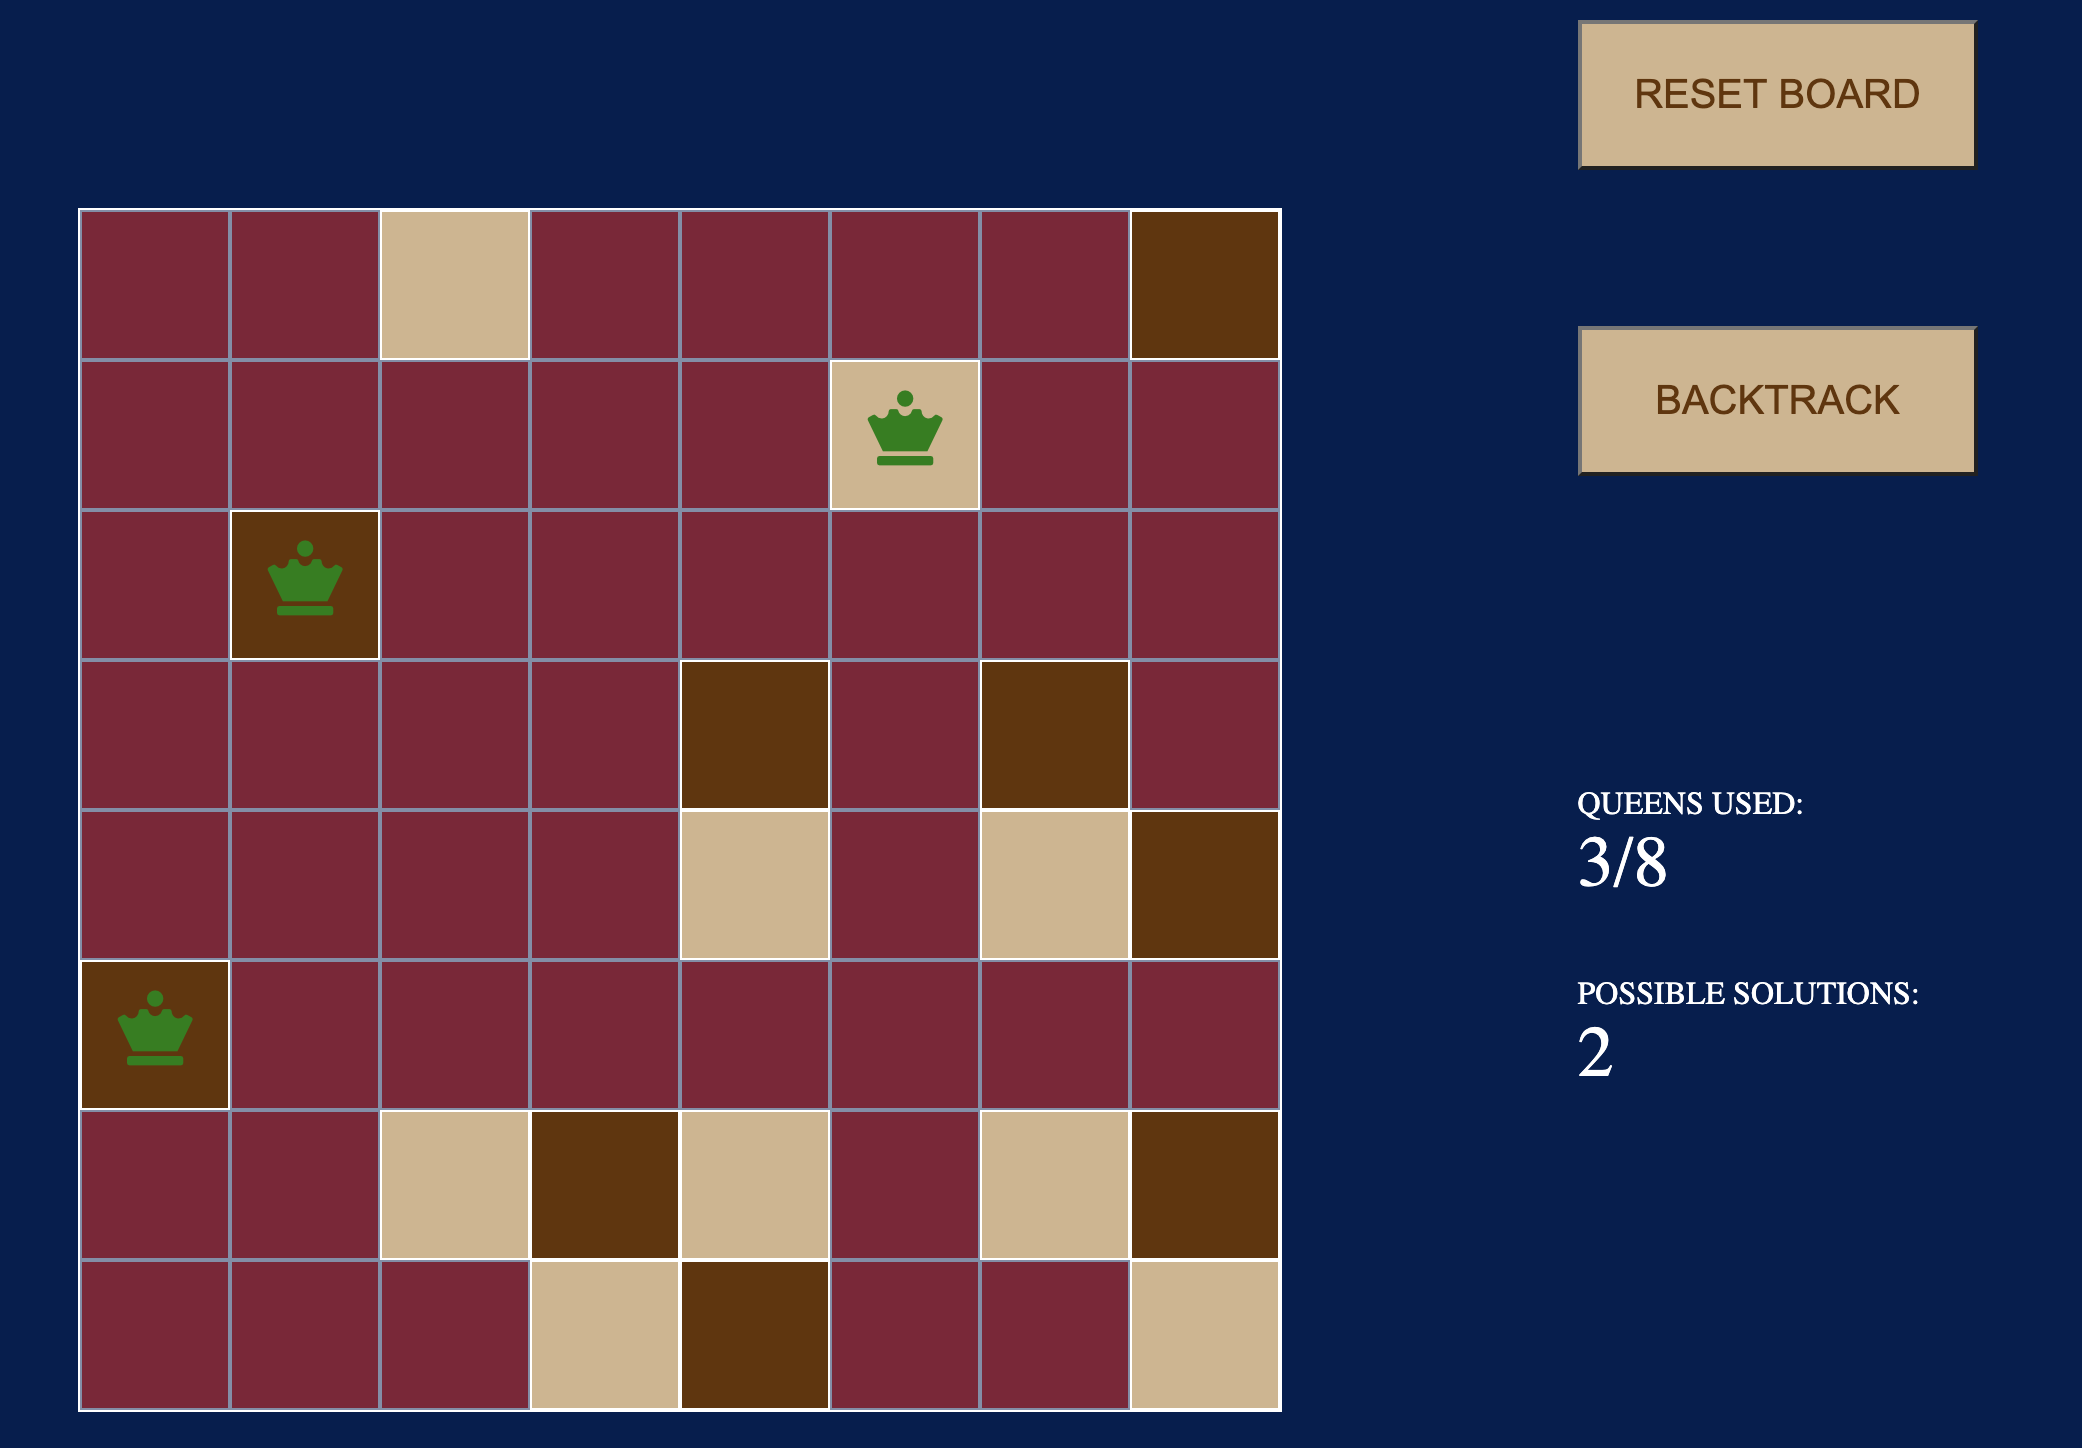 RESET BOARD
BACKTRACK
QUEENS USED:
3/8
POSSIBLE SOLUTIONS:
2